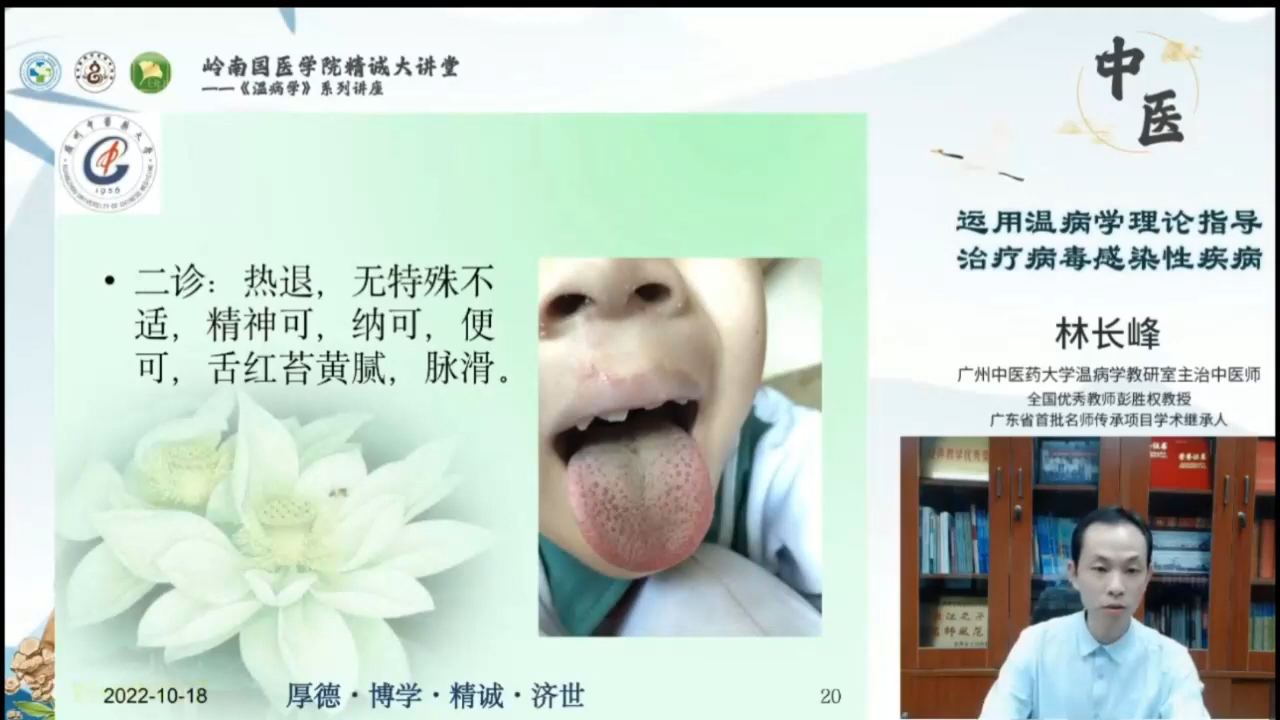 岭南国医学院精诚大讲堂
——《温病学》系列讲座
中医
1956
• 二诊：热退，无特殊不
适，精神可，纳可，便
可，舌红苔黄腻，脉滑。
2022-10-18
厚德·博学·精诚·济世
20
运用温病学理论指导
治疗病毒感染性疾病
林长峰
广州中医药大学温病学教研室主治中医师
全国优秀教师彭胜权教授
广东省首批名师传承项目学术继承人